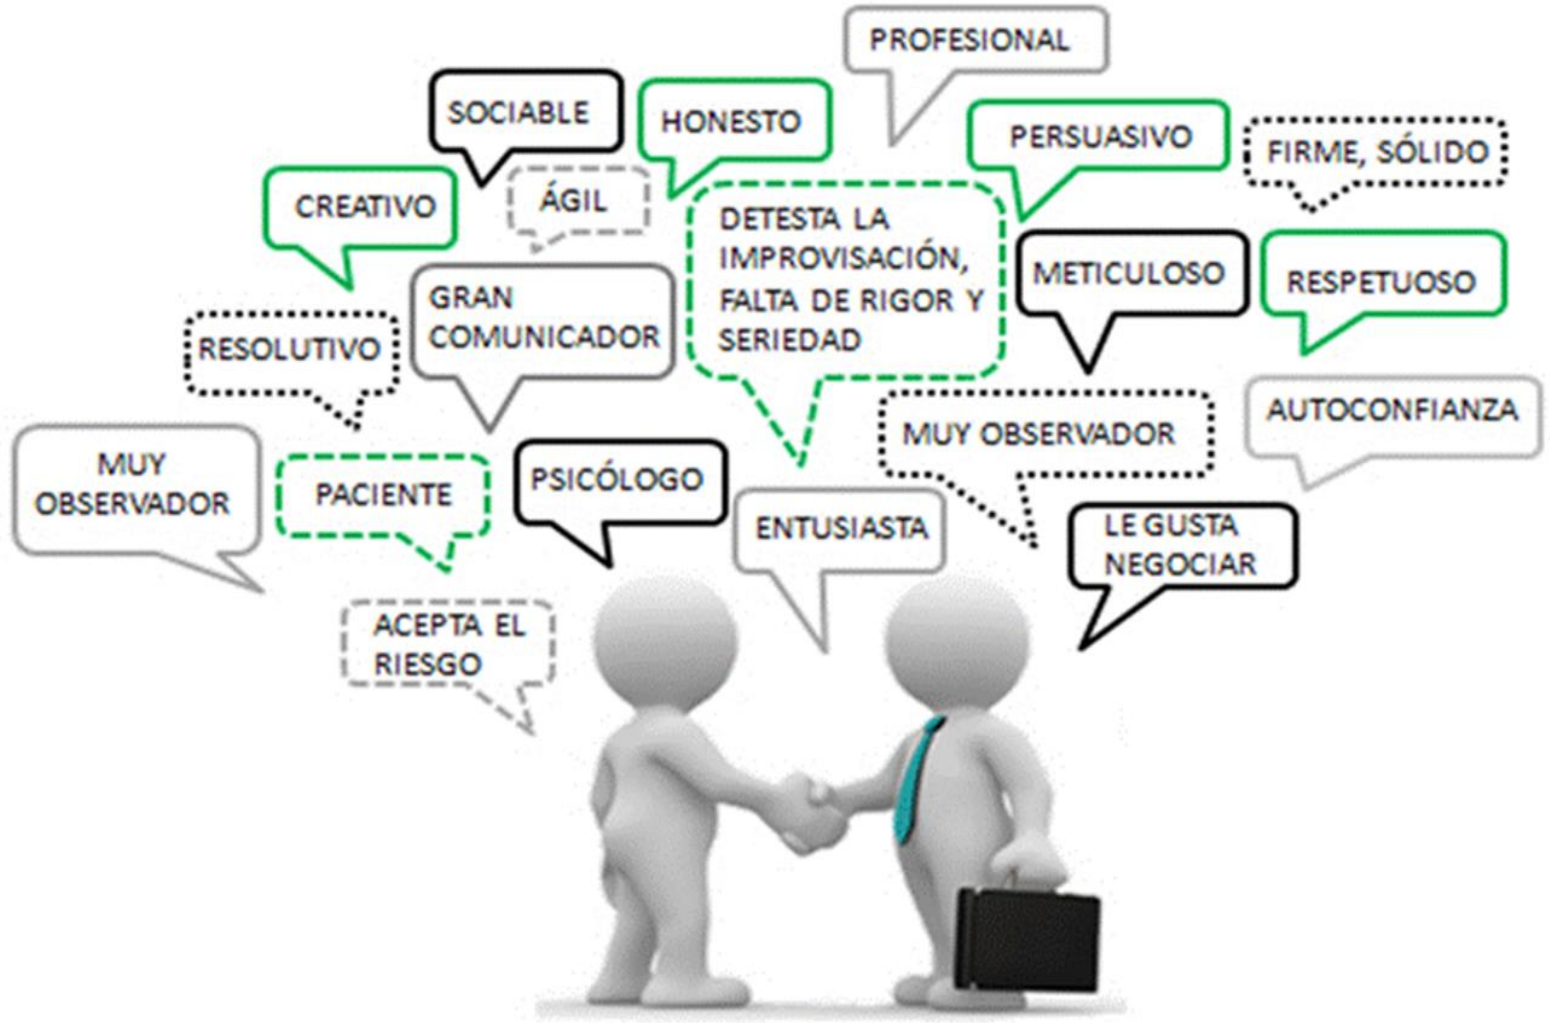 PROFESIONAL
SOCIABLE
HONESTO
PERSUASIVO
FIRME, SÓLIDO
CREATIVO
ÁGIL
DETESTA LA
IMPROVISACIÓN,
FALTA DE RIGOR Y
SERIEDAD
METICULOSO
RESPETUOSO
RESOLUTIVO
GRAN
COMUNICADOR
MUY OBSERVADOR
AUTOCONFIANZA
MUY
OBSERVADOR
PACIENTE
PSICÓLOGO
ENTUSIASTA
LE GUSTA
NEGOCIAR
ACEPTA EL
RIESGO